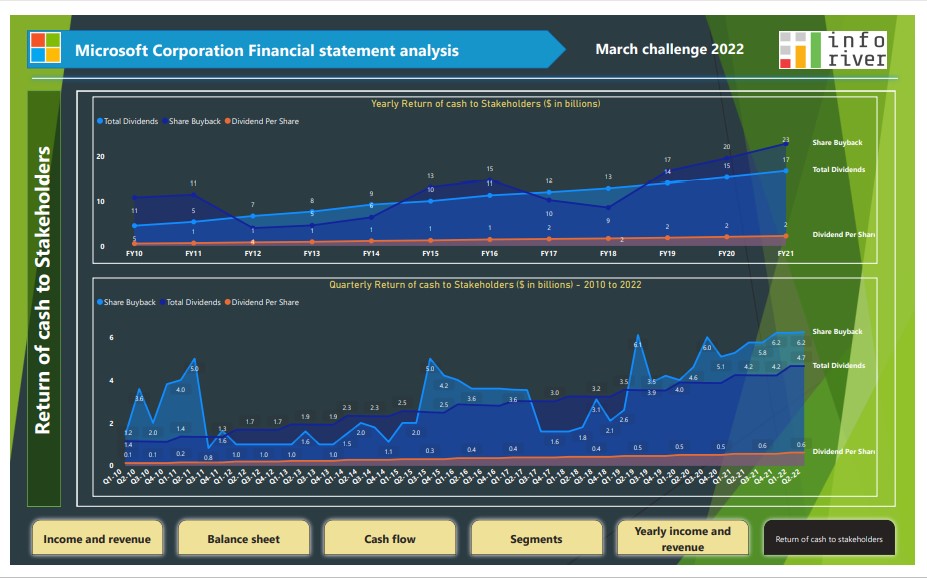 Microsoft Corporation Financial statement analysis
March challenge 2022
info
river
Return of cash to Stakeholders
Yearly Return of cash to Stakeholders ($ in billions)
Total Dividends Share Buyback Dividend Per Share
20
10
0
11 11 7 8 9 13 15 12 13 17 20 23
5 5 4 5 6 10 11 10 9 14 15 17
1 1 1 1 1 2 2 2 2 2
Share Buyback
Total Dividends
Dividend Per Shar
FY10 FY11 FY12 FY13 FY14 FY15 FY16 FY17 FY18 FY19 FY20 FY21
Quarterly Return of cash to Stakeholders ($ in billions) - 2010 to 2022
Share Buyback Total Dividends Dividend Per Share
6
4
2
0
1.2 3.6 2.0 4.0 5.0 0.8 1.3 1.0 1.0 1.0 1.6 1.0 1.0 2.0 1.1 2.0 5.0 4.2 3.6 3.6 1.6 1.8 3.1 2.1 2.6 6.1 3.5 4.0 4.6 6.0 5.1 5.8 6.2 6.2
1.4 1.4 1.6 1.7 1.7 1.9 1.9 1.5 2.3 2.3 2.5 2.5 3.0 3.2 3.5 3.9 4.2 4.2 4.7
0.1 0.1 0.2 0.3 0.4 0.4 0.4 0.5 0.5 0.5 0.6 0.6
Share Buyback
Total Dividends
Dividend Per Shar
Q1-10 Q2-10 Q3-10 Q4-10 Q1-11 Q2-11 Q3-11 Q4-11 Q1-12 Q2-12 Q3-12 Q4-12 Q1-13 Q2-13 Q3-13 Q4-13 Q1-14 Q2-14 Q3-14 Q4-14 Q1-15 Q2-15 Q3-15 Q4-15 Q1-16 Q2-16 Q3-16 Q4-16 Q1-17 Q2-17 Q3-17 Q4-17 Q1-18 Q2-18 Q3-18 Q4-18 Q1-19 Q2-19 Q3-19 Q4-19 Q1-20 Q2-20 Q3-20 Q4-20 Q1-21 Q2-21 Q3-21 Q4-21 Q1-22 Q2-22
Income and revenue
Balance sheet
Cash flow
Segments
Yearly income and
revenue
Return of cash to stakeholders